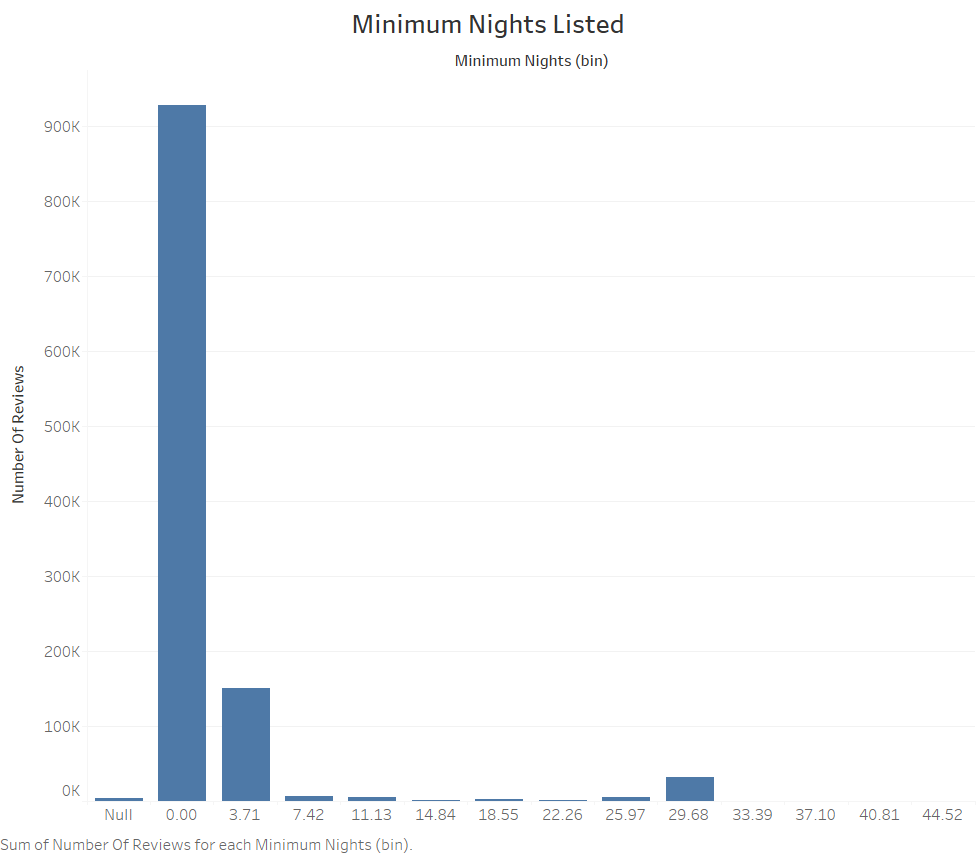 Minimum Nights Listed
Minimum Nights (bin)
Number Of Reviews
900K
800K
700K
600K
500K
400K
300K
200K
100K
0K
Null 0.00 3.71 7.42 11.13 14.84 18.55 22.26 25.97 29.68 33.39 37.10 40.81 44.52
Sum of Number Of Reviews for each Minimum Nights (bin).